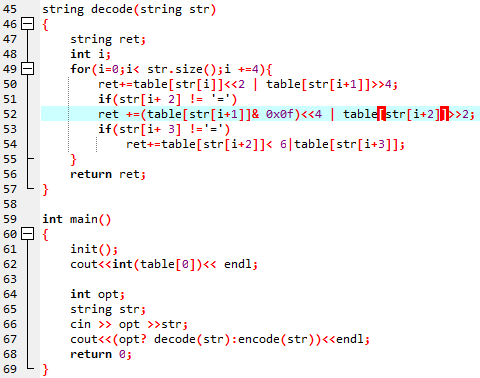 45 string decode(string str)
46 {
47 string ret;
48 int i;
49 for(i=0;i< str.size();i +=4){
50 ret+=table[str[i]]<<2 | table[str[i+1]]>>4;
51 if(str[i+ 2] != '=')
52 ret +=(table[str[i+1]]& 0x0f)<<4 | table[str[i+2]]>>2;
53 if(str[i+ 3] !='=')
54 ret+=table[str[i+2]]< 6|table[str[i+3]];
55 }
56 return ret;
57 }
58
59 int main()
60 {
61 init();
62 cout<<int(table[0])<< endl;
63
64 int opt;
65 string str;
66 cin >> opt >>str;
67 cout<<(opt? decode(str):encode(str))<<endl;
68 return 0;
69 }